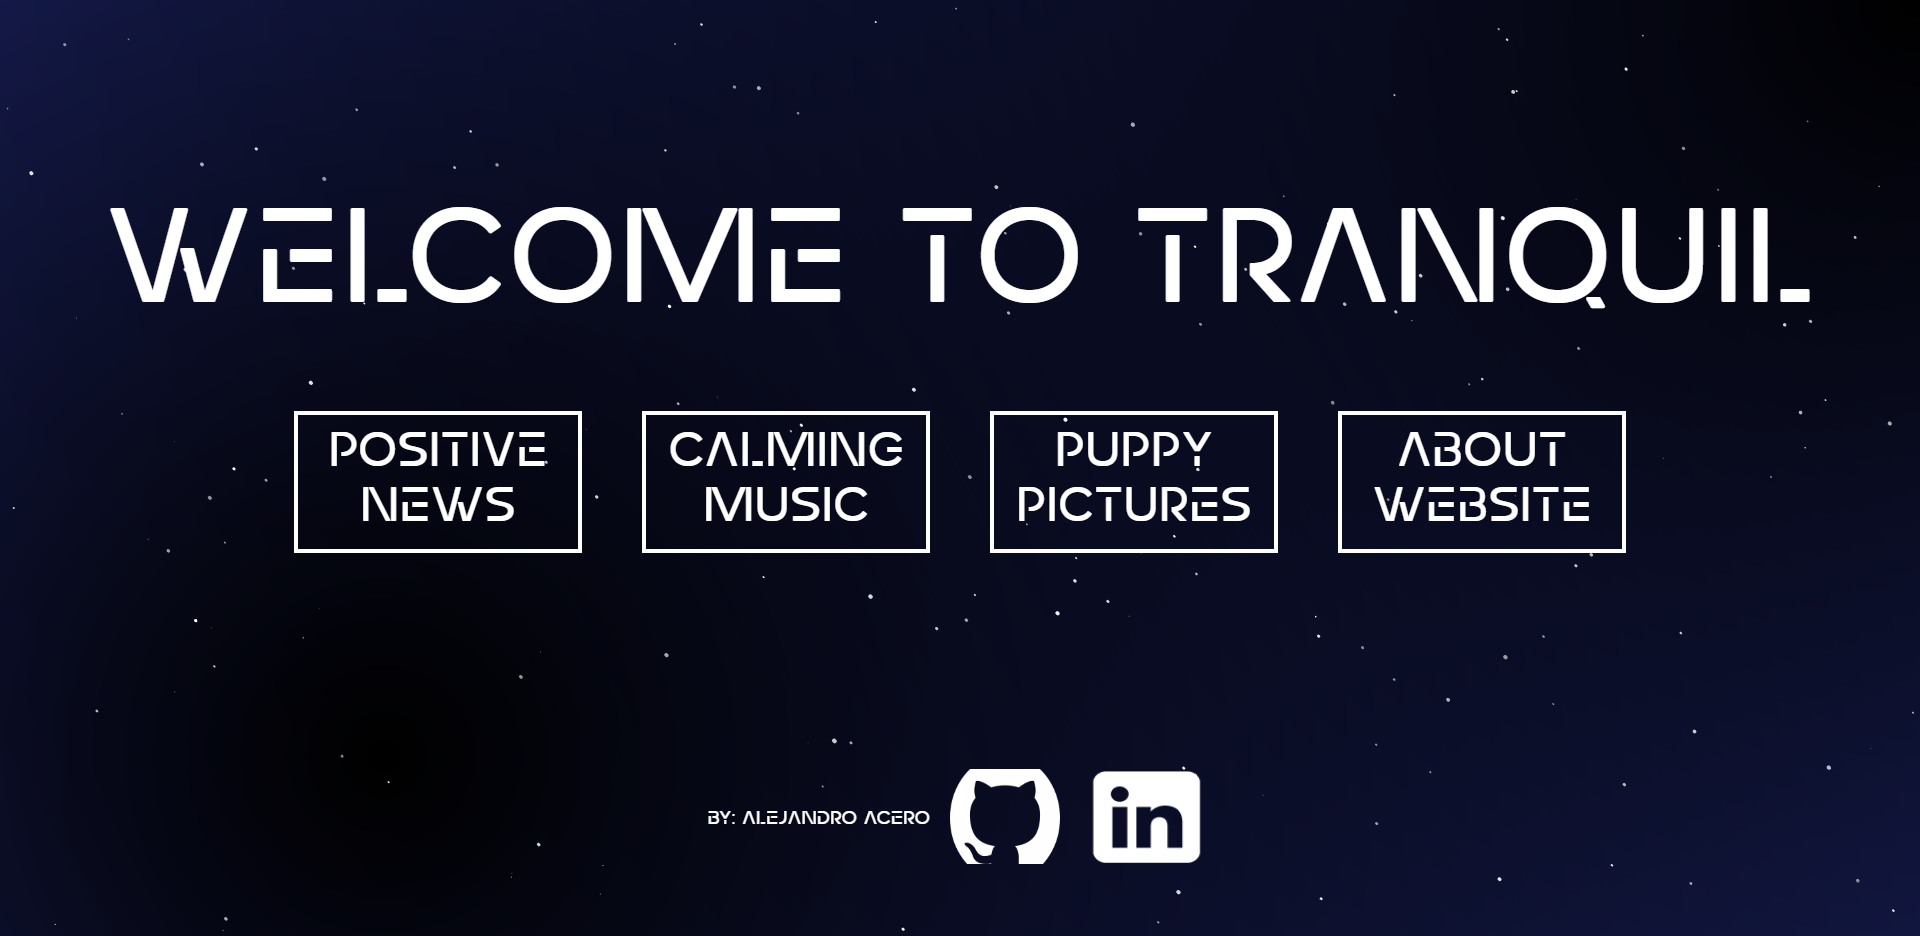 WELCOME TO TRANQUIL
POSITIVE
NEWS
CALMING
MUSIC
PUPPY
PICTURES
ABOUT
WEBSITE
BY: ALEJANDRO ACERO
in